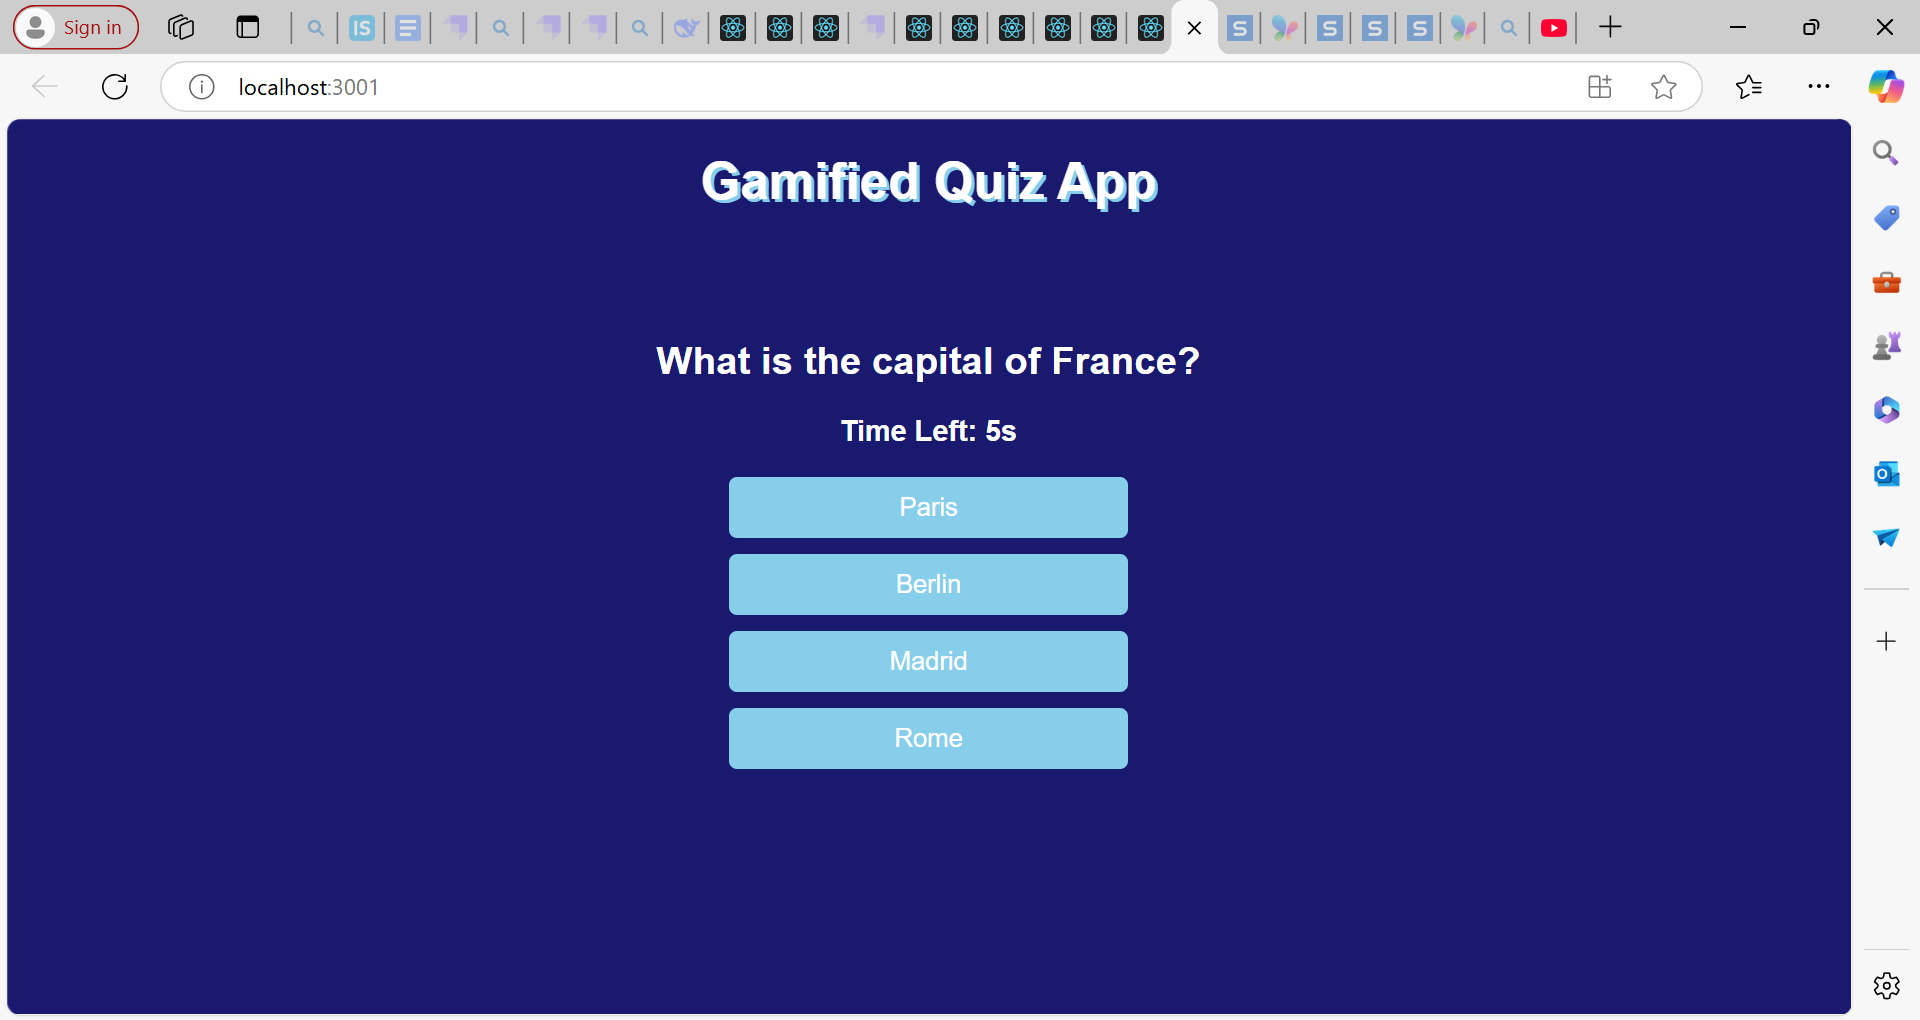 Sign in
IS
S
S
S
S
localhost:3001
Gamified Quiz App
What is the capital of France?
Time Left: 5s
Paris
Berlin
Madrid
Rome